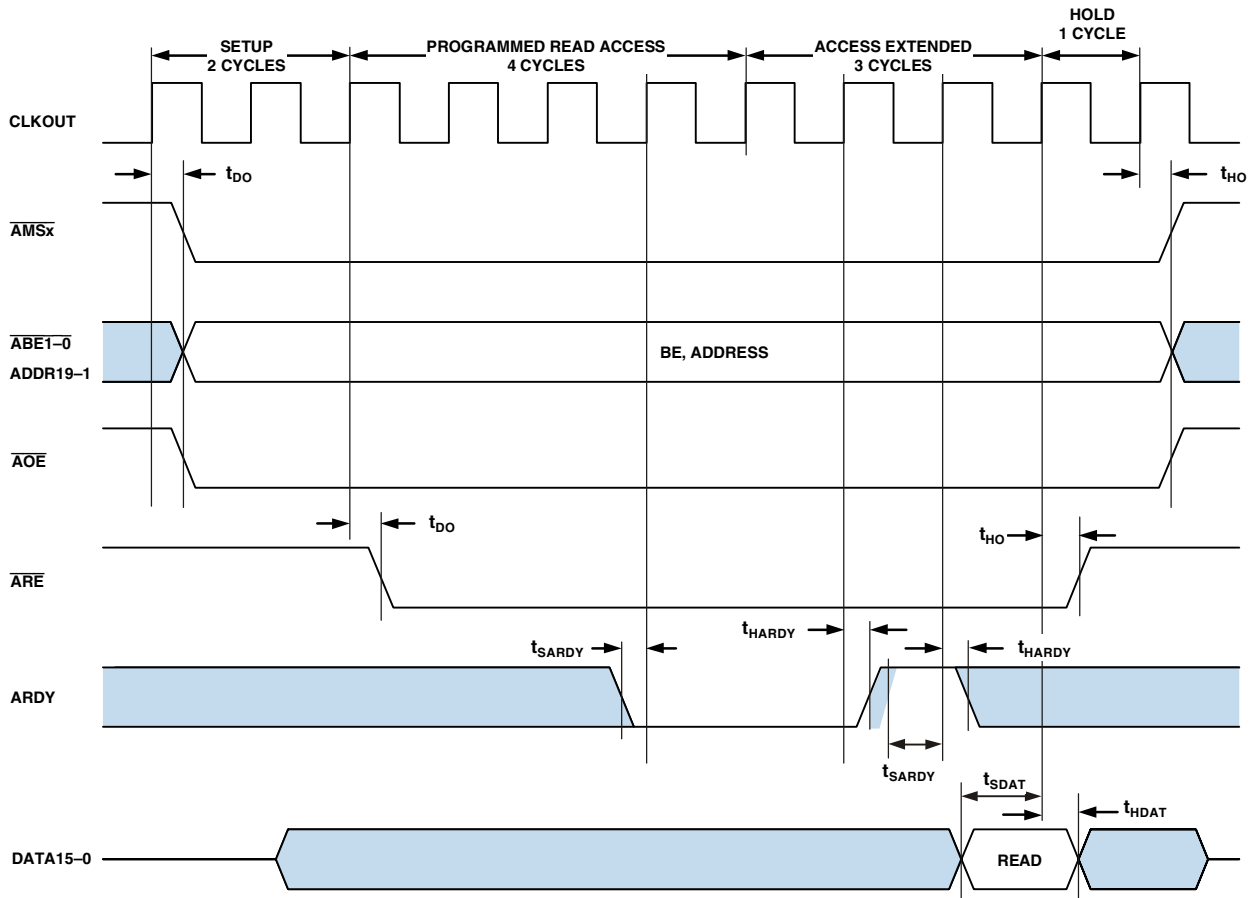 HOLD
1 CYCLE
SETUP
2 CYCLES
PROGRAMMED READ ACCESS
4 CYCLES
ACCESS EXTENDED
3 CYCLES
CLKOUT
tDO
tHO
AMSx
ABE1–0
ADDR19–1
BE, ADDRESS
AOE
tDO
tHO
ARE
tSARDY
tHARDY
tHARDY
ARDY
tSARDY
tSDAT
tHDAT
DATA15–0
READ